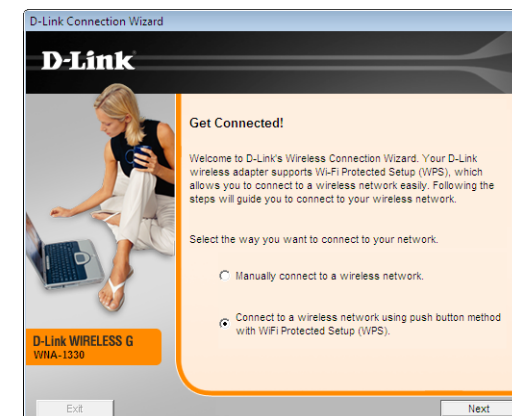 D-Link Connection Wizard
D-Link
Get Connected!
Welcome to D-Link's Wireless Connection Wizard. Your D-Link
wireless adapter supports Wi-Fi Protected Setup (WPS), which
allows you to connect to a wireless network easily. Following the
steps will guide you to connect to your wireless network.
Select the way you want to connect to your network.
Manually connect to a wireless network.
Connect to a wireless network using push button method
with WiFi Protected Setup (WPS).
D-Link WIRELESS G
WNA-1330
Exit
Next